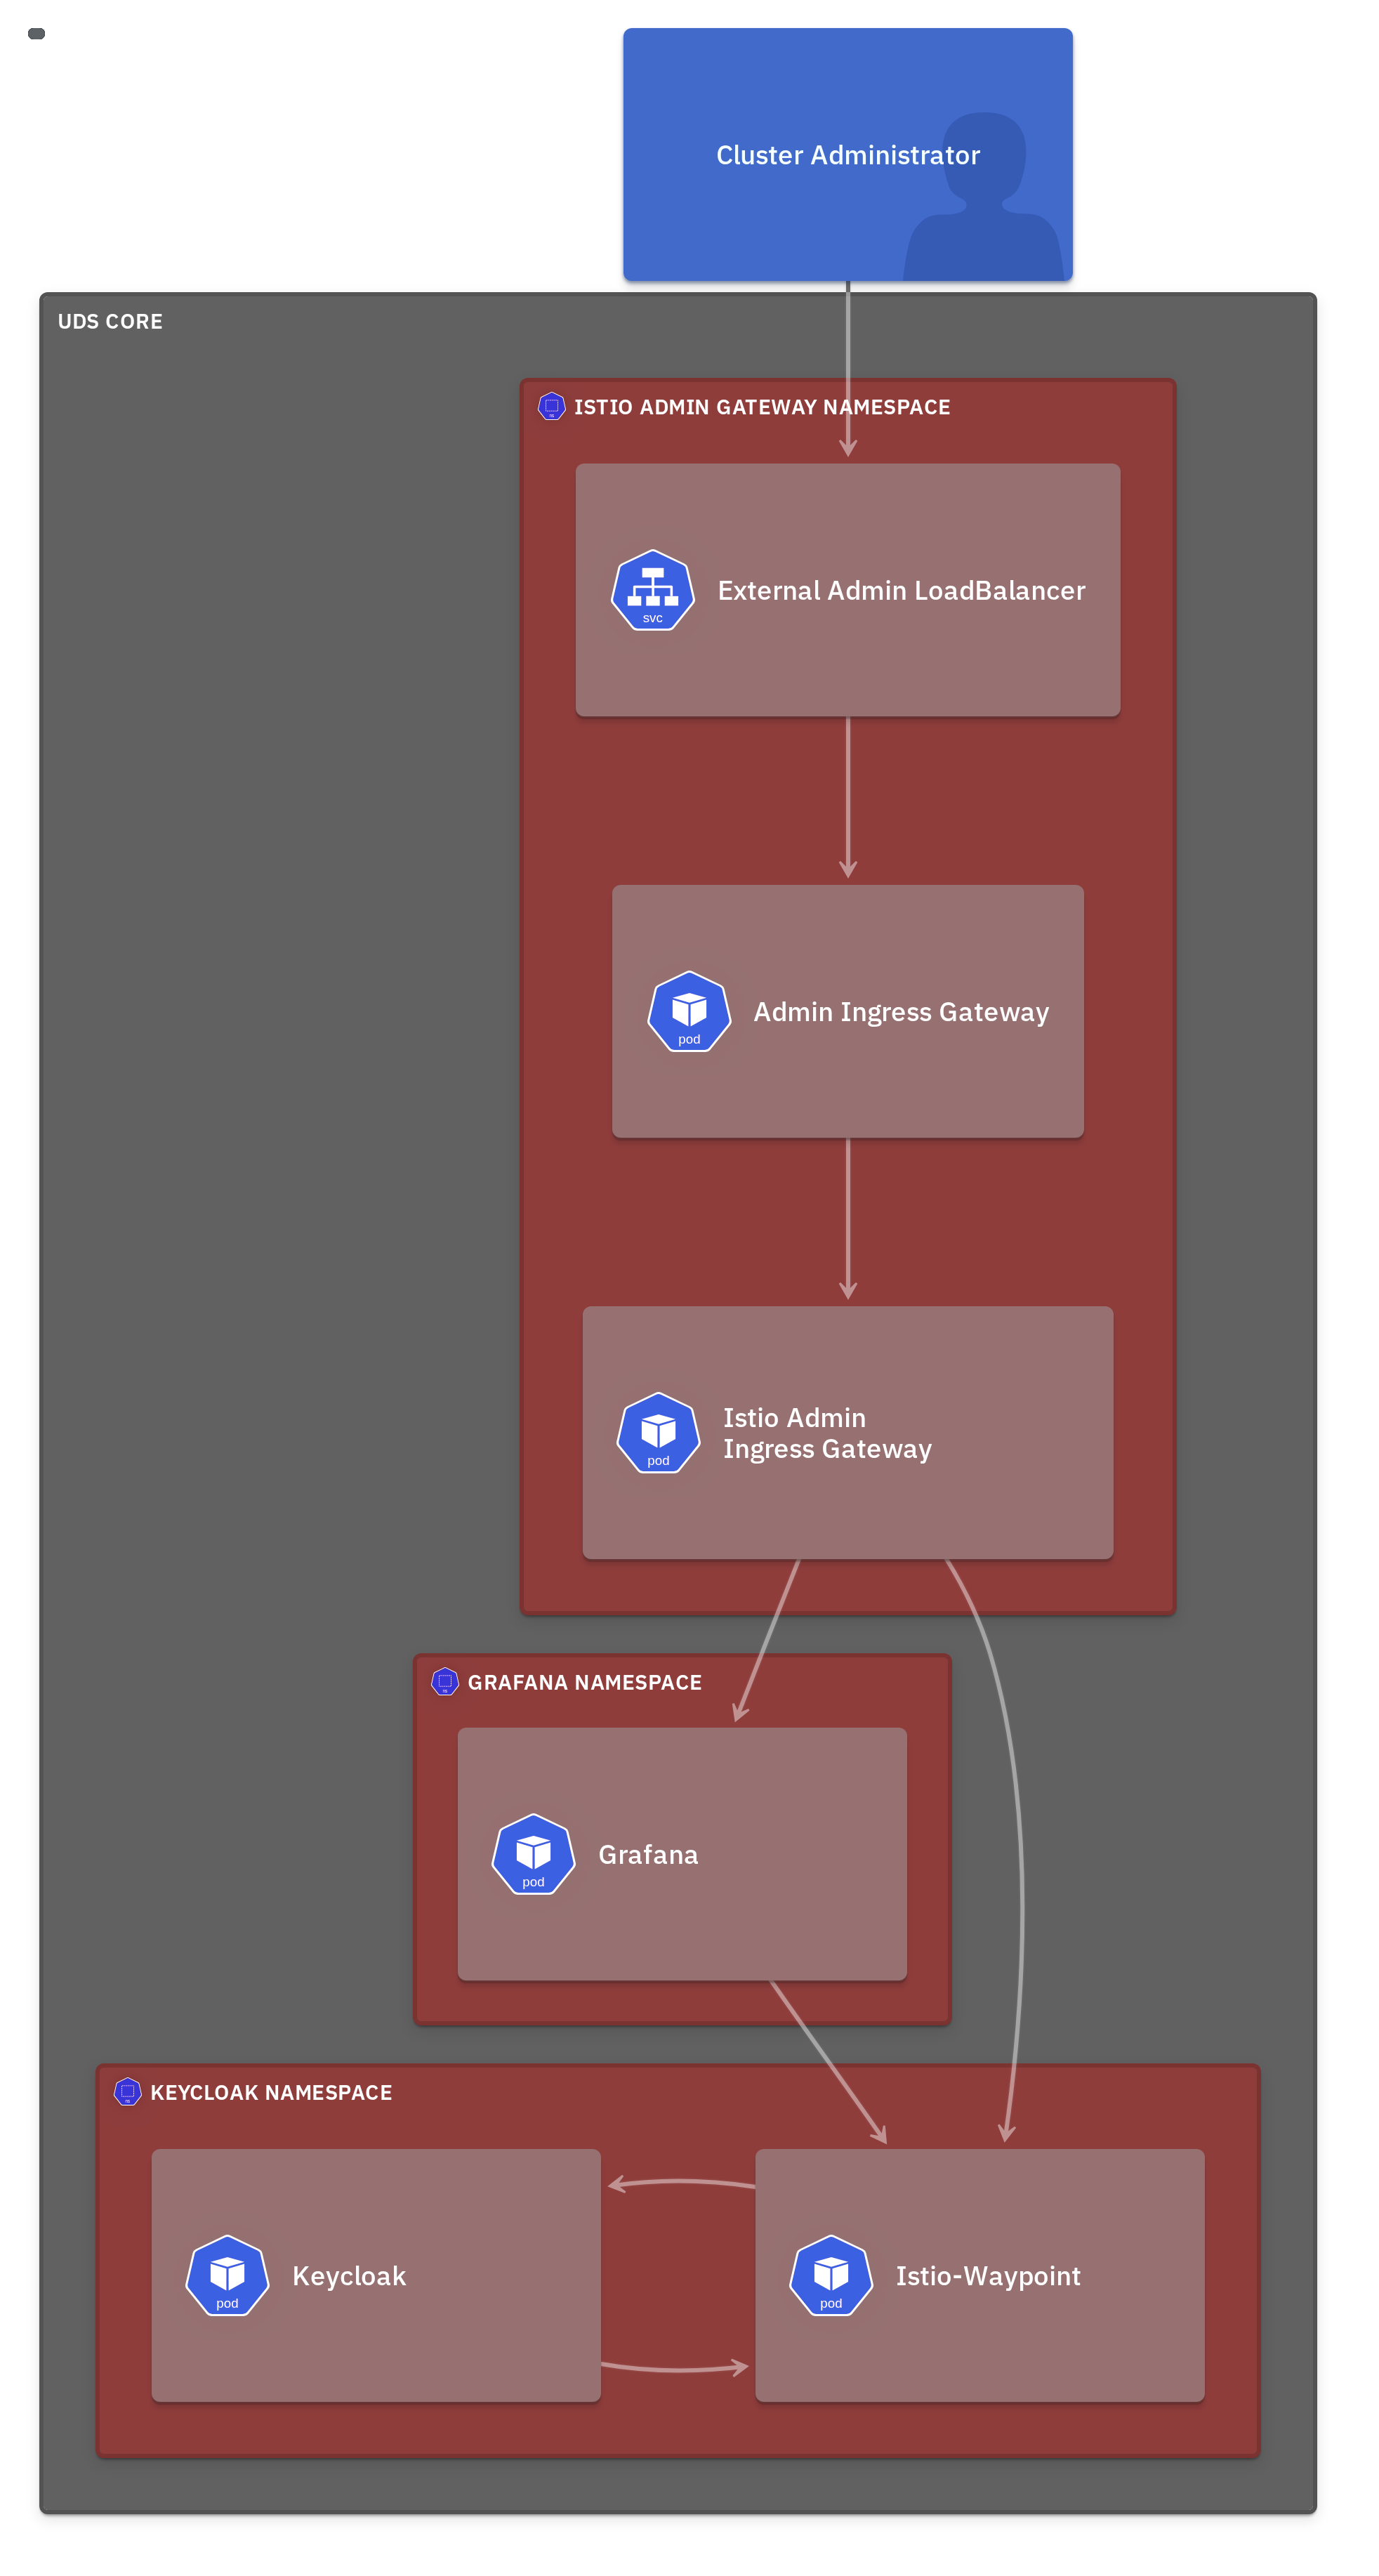 Cluster Administrator
UDS CORE
ISTIO ADMIN GATEWAY NAMESPACE
svc
External Admin LoadBalancer
pod
Admin Ingress Gateway
pod
Istio Admin
Ingress Gateway
GRAFANA NAMESPACE
pod
Grafana
KEYCLOAK NAMESPACE
pod
Keycloak
pod
Istio-Waypoint